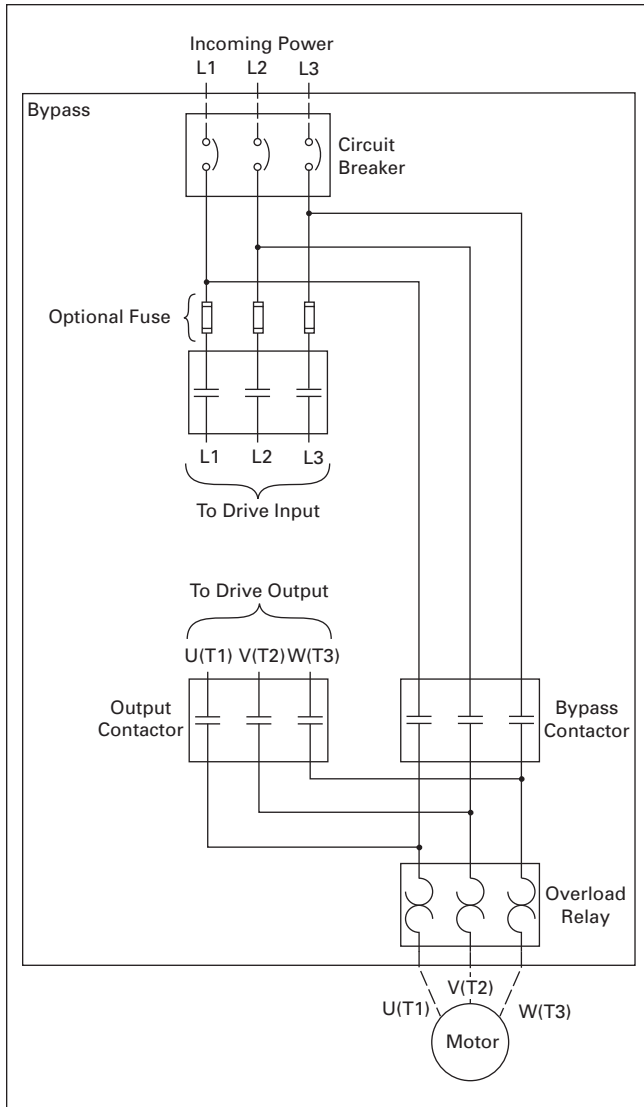 Incoming Power
L1 L2 L3
Bypass
Circuit
Breaker
Optional Fuse
L1 L2 L3
To Drive Input
To Drive Output
U(T1) V(T2) W(T3)
Output
Contactor
Bypass
Contactor
Overload
Relay
V(T2)
U(T1) W(T3)
Motor